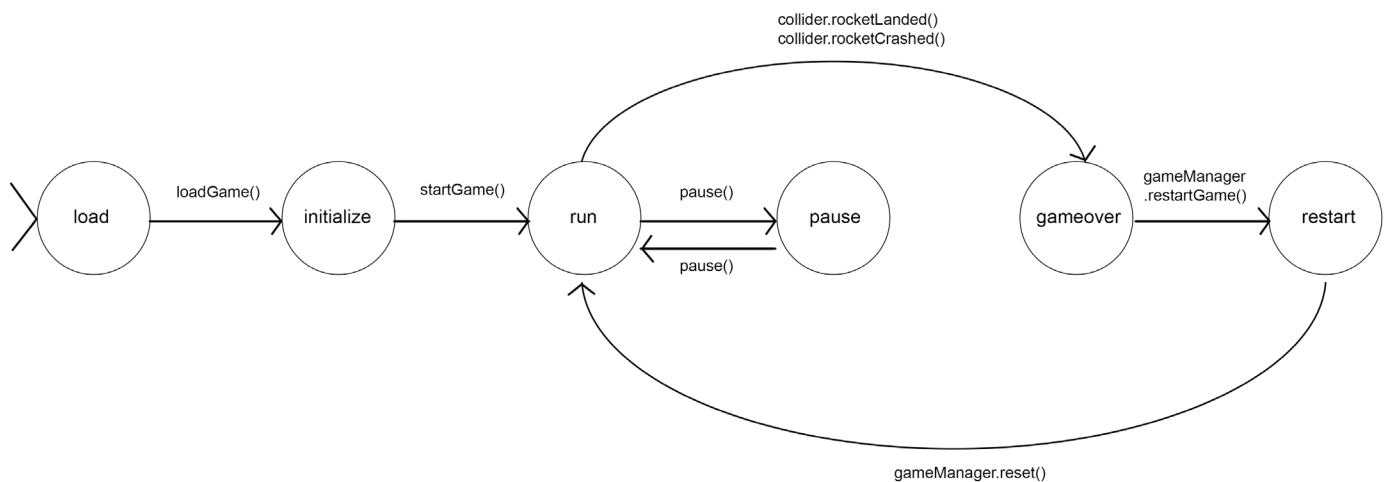 collider.rocketLanded()
collider.rocketCrashed()
load
loadGame()
initialize
startGame()
run
pause()
pause()
pause
gameover
gameManager
.restartGame()
restart
gameManager.reset()